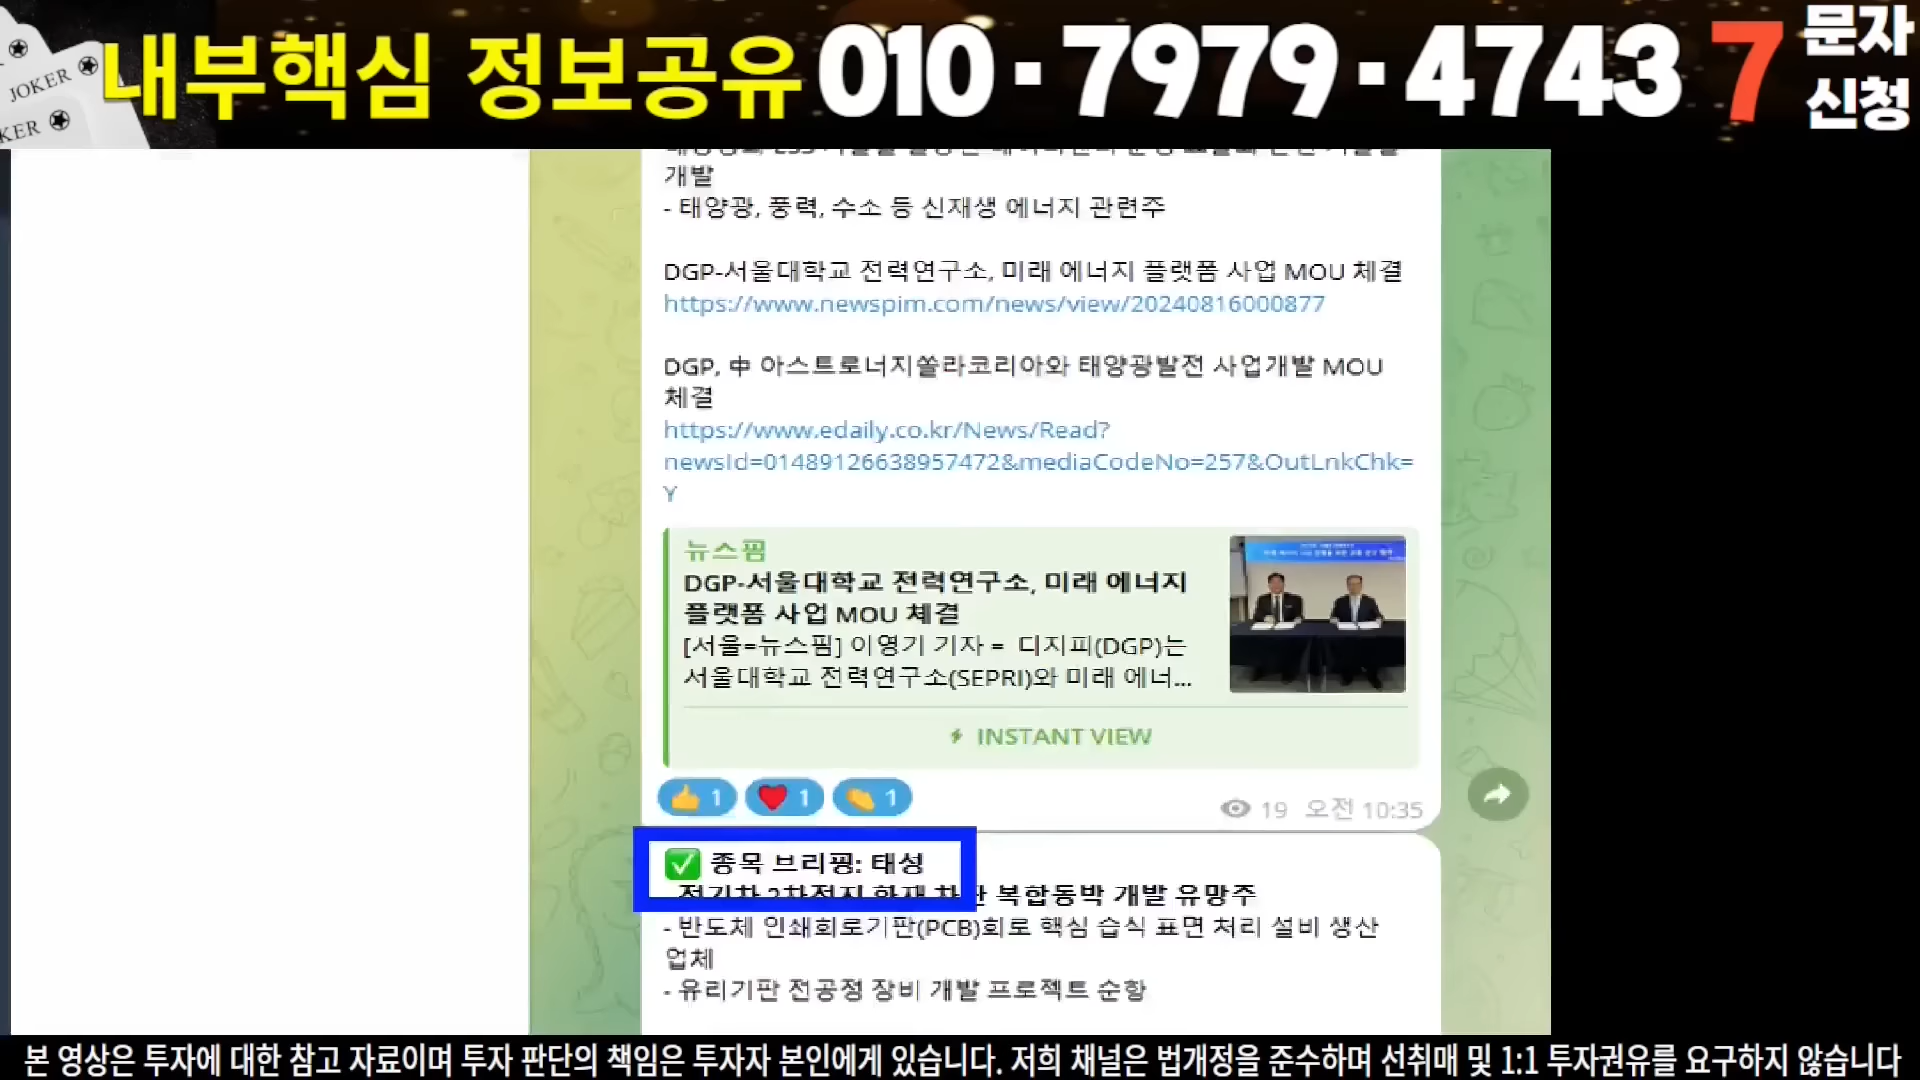 JOKER
KER
내부핵심 정보공유 010·7979·4743 7 문자
신청
개발
- 태양광, 풍력, 수소 등 신재생 에너지 관련주
DGP-서울대학교 전력연구소, 미래 에너지 플랫폼 사업 MOU 체결
https://www.newspim.com/news/view/20240816000877
DGP, 中 아스트로너지쏠라코리아와 태양광발전 사업개발 MOU
체결
https://www.edaily.co.kr/News/Read?
newsId=01489126638957472&mediaCodeNo=257&OutLnkChk=
Y
뉴스핌
DGP-서울대학교 전력연구소, 미래 에너지
플랫폼 사업 MOU 체결
[서울=뉴스핌] 이영기 기자 = 디지피(DGP)는
서울대학교 전력연구소(SEPRI)와 미래 에너...
INSTANT VIEW
1 1 1
19 오전 10:35
✅ 종목 브리핑: 태성
복합동박 개발 유망주
- 반도체 인쇄회로기판(PCB)회로 핵심 습식 표면 처리 설비 생산
업체
- 유리기판 전공정 장비 개발 프로젝트 순항
본 영상은 투자에 대한 참고 자료이며 투자 판단의 책임은 투자자 본인에게 있습니다. 저희 채널은 법개정을 준수하며 선취매 및 1:1 투자권유를 요구하지 않습니다